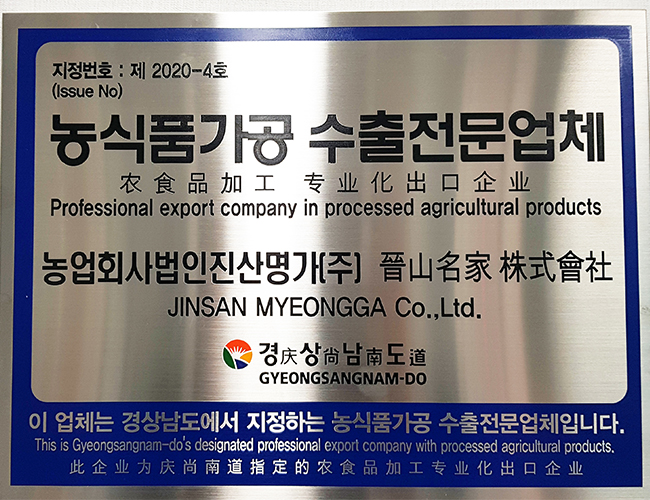 지정번호 : 제 2020-4호
(Issue No)
농식품가공 수출전문업체
农食品加工 专业化出口企业
Professional export company in processed agricultural products
농업회사법인진산명가(주) 晉山名家 株式會社
JINSAN MYEONGGA Co.,Ltd.
경庆상尚남南도道
GYEONGSANGNAM-DO
이 업체는 경상남도에서 지정하는 농식품가공 수출전문업체입니다.
This is Gyeongsangnam-do's designated professional export company with processed agricultural products.
此企业为庆尚南道指定的农食品加工专业化出口企业